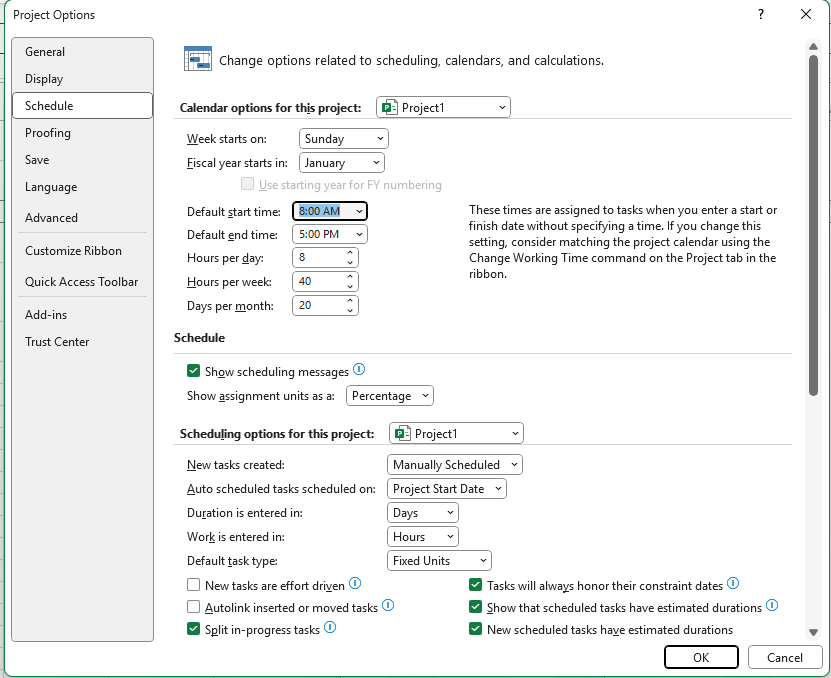 Project Options
?
General
Display
Schedule
Proofing
Save
Language
Advanced
Customize Ribbon
Quick Access Toolbar
Add-ins
Trust Center
Change options related to scheduling, calendars, and calculations.
Calendar options for this project: Project1
Week starts on: Sunday
Fiscal year starts in: January
Use starting year for FY numbering
Default start time: 8:00 AM
Default end time: 5:00 PM
Hours per day: 8
Hours per week: 40
Days per month: 20
These times are assigned to tasks when you enter a start or
finish date without specifying a time. If you change this
setting, consider matching the project calendar using the
Change Working Time command on the Project tab in the
ribbon.
Schedule
Show scheduling messages
Show assignment units as a: Percentage
Scheduling options for this project: Project1
New tasks created: Manually Scheduled
Auto scheduled tasks scheduled on: Project Start Date
Duration is entered in: Days
Work is entered in: Hours
Default task type: Fixed Units
New tasks are effort driven
Autolink inserted or moved tasks
Split in-progress tasks
Tasks will always honor their constraint dates
Show that scheduled tasks have estimated durations
New scheduled tasks have estimated durations
OK
Cancel